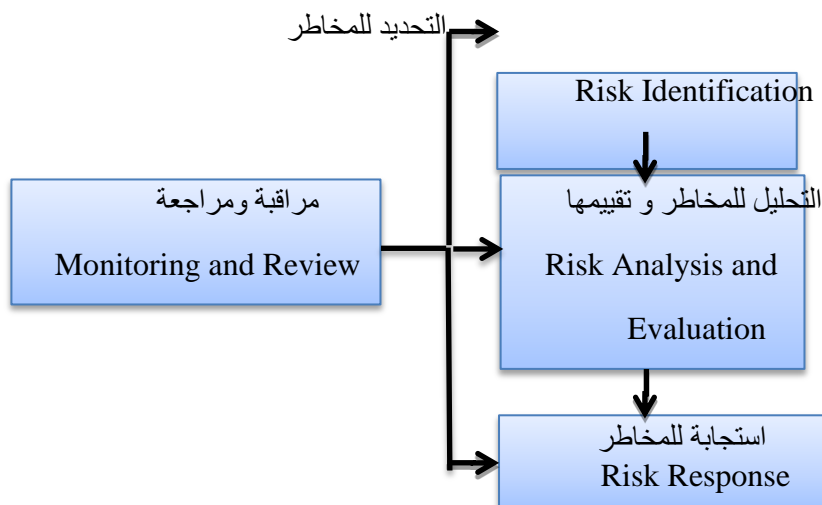 التحديد للمخاطر
Risk Identification
مراقبة ومراجعة
Monitoring and Review
التحليل للمخاطر و تقييمها
Risk Analysis and
Evaluation
استجابة للمخاطر
Risk Response